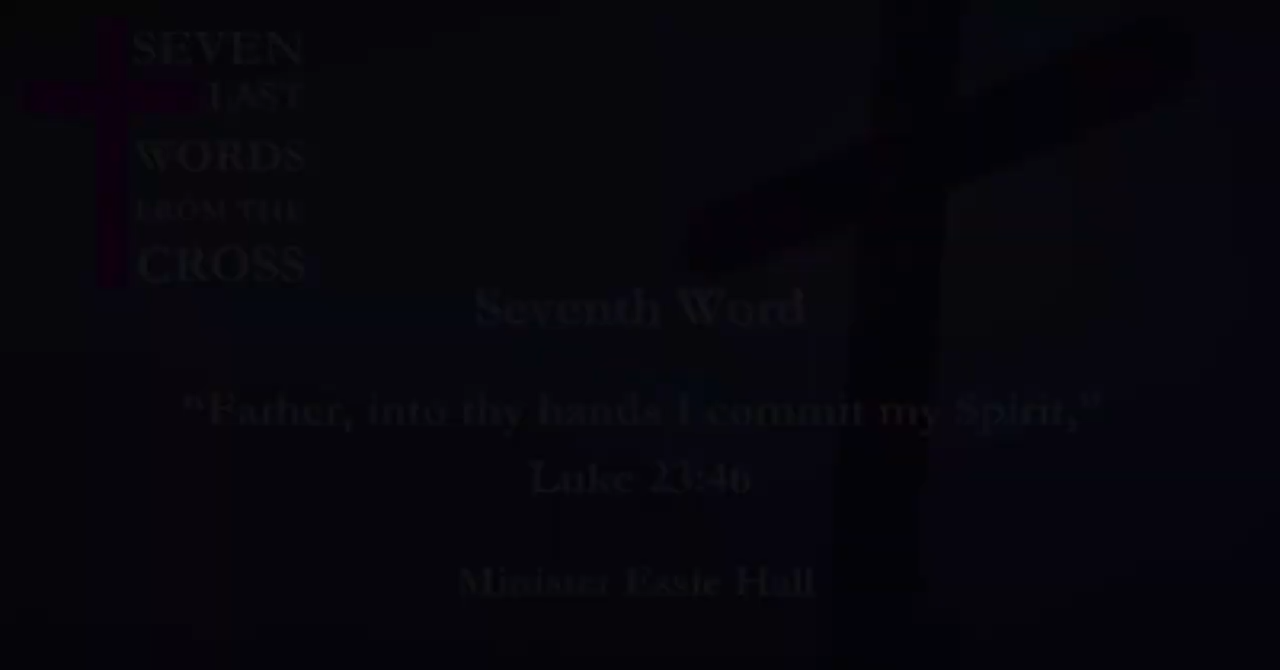 SEVEN
LAST
WORDS
FROM THE
CROSS
Seventh Word
“Father, into thy hands I commit my Spirit,”
Luke 23:46
Minister Essie Hall